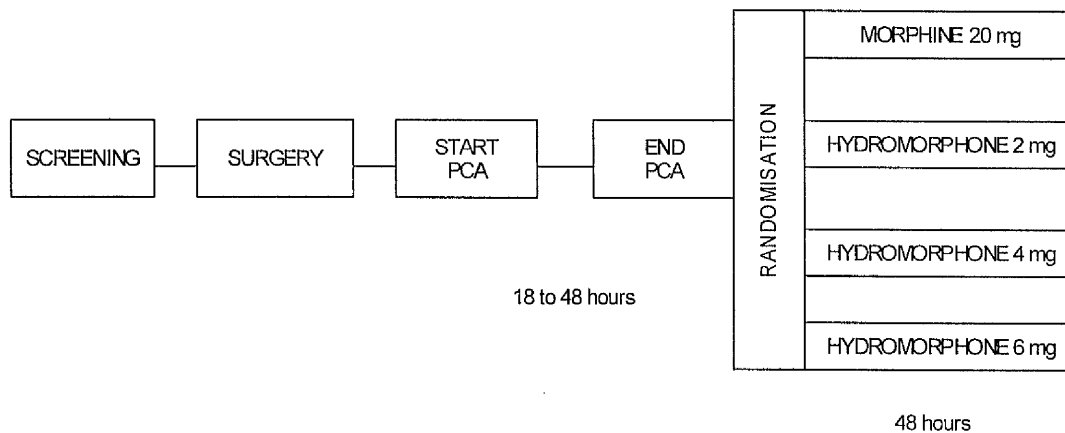 SCREENING
SURGERY
START
PCA
END
PCA
18 to 48 hours
RANDOMISATION
MORPHINE 20 mg
HYDROMORPHONE 2 mg
HYDROMORPHONE 4 mg
HYDROMORPHONE 6 mg
48 hours